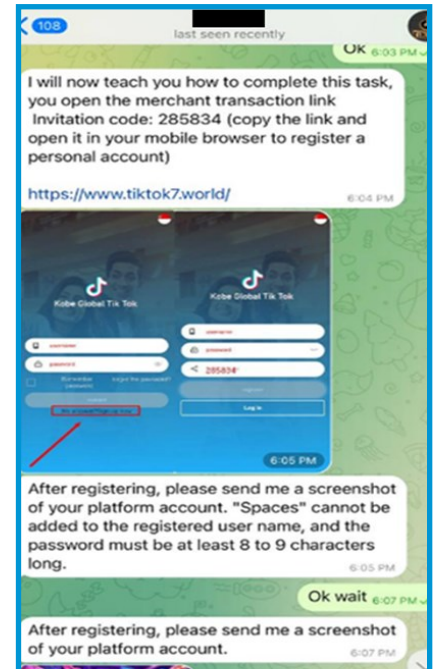 108
last seen recently
Ok 6:03 PM
I will now teach you how to complete this task,
you open the merchant transaction link
Invitation code: 285834 (copy the link and
open it in your mobile browser to register a
personal account)
https://www.tiktok7.world/
6:04 PM
Kobe Global Tik Tok
Kobe Global Tik Tok
username
username
password
password
285834
Log in
6:05 PM
After registering, please send me a screenshot
of your platform account. "Spaces" cannot be
added to the registered user name, and the
password must be at least 8 to 9 characters
long.
6:05 PM
Ok wait 6:07 PM
After registering, please send me a screenshot
of your platform account.
6:07 PM